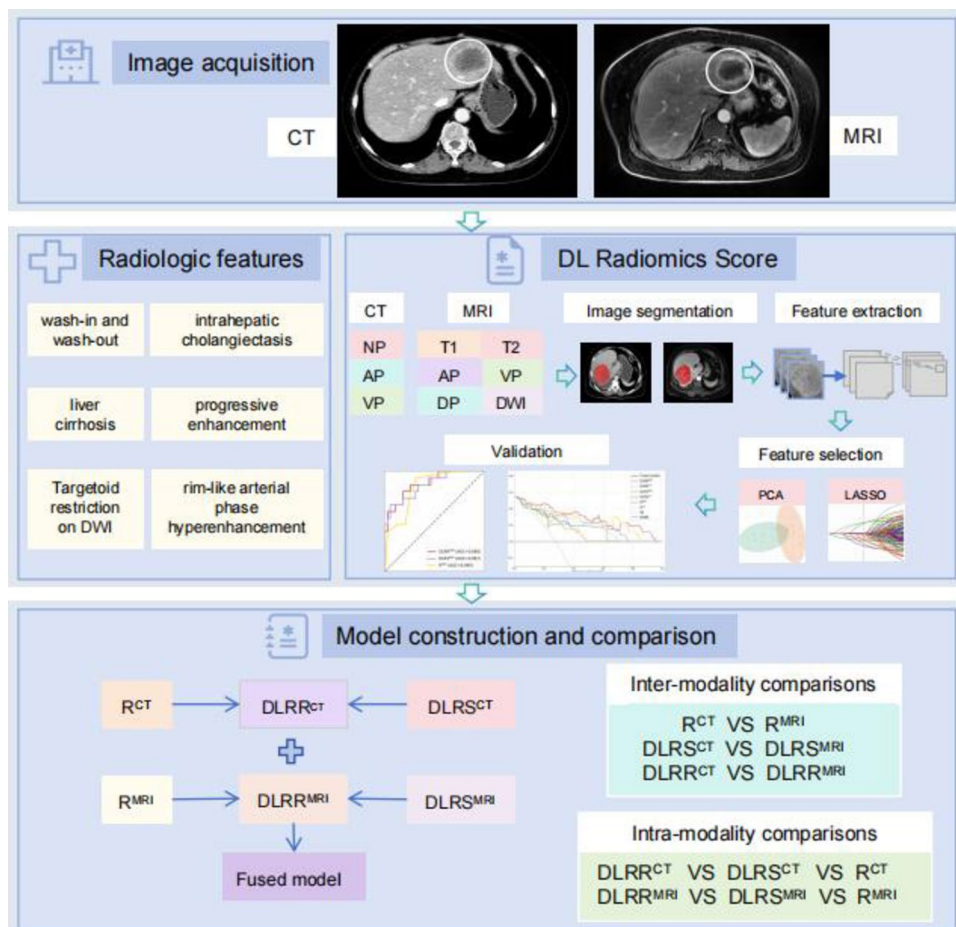 Image acquisition
CT
MRI
Radiologic features
wash-in and
wash-out
intrahepatic
cholangiectasis
liver
cirrhosis
progressive
enhancement
Targetoid
restriction
on DWI
rim-like arterial
phase
hyperenhancement
DL Radiomics Score
CT
MRI
Image segmentation
Feature extraction
NP
T1
T2
AP
AP
VP
VP
DP
DWI
Validation
Feature selection
PCA
LASSO
Model construction and comparison
Rᶜᵀ
DLRRCT
DLRSᶜᵀ
Rᴹᴿᴵ
DLRRᴹᴿᴵ
DLRSᴹᴿᴵ
Fused model
Inter-modality comparisons
Rᶜᵀ VS Rᴹᴿᴵ
DLRSᶜᵀ VS DLRSᴹᴿᴵ
DLRRᶜᵀ VS DLRRᴹᴿᴵ
Intra-modality comparisons
DLRRᶜᵀ VS DLRSᶜᵀ VS Rᶜᵀ
DLRRᴹᴿᴵ VS DLRSᴹᴿᴵ VS Rᴹᴿᴵ